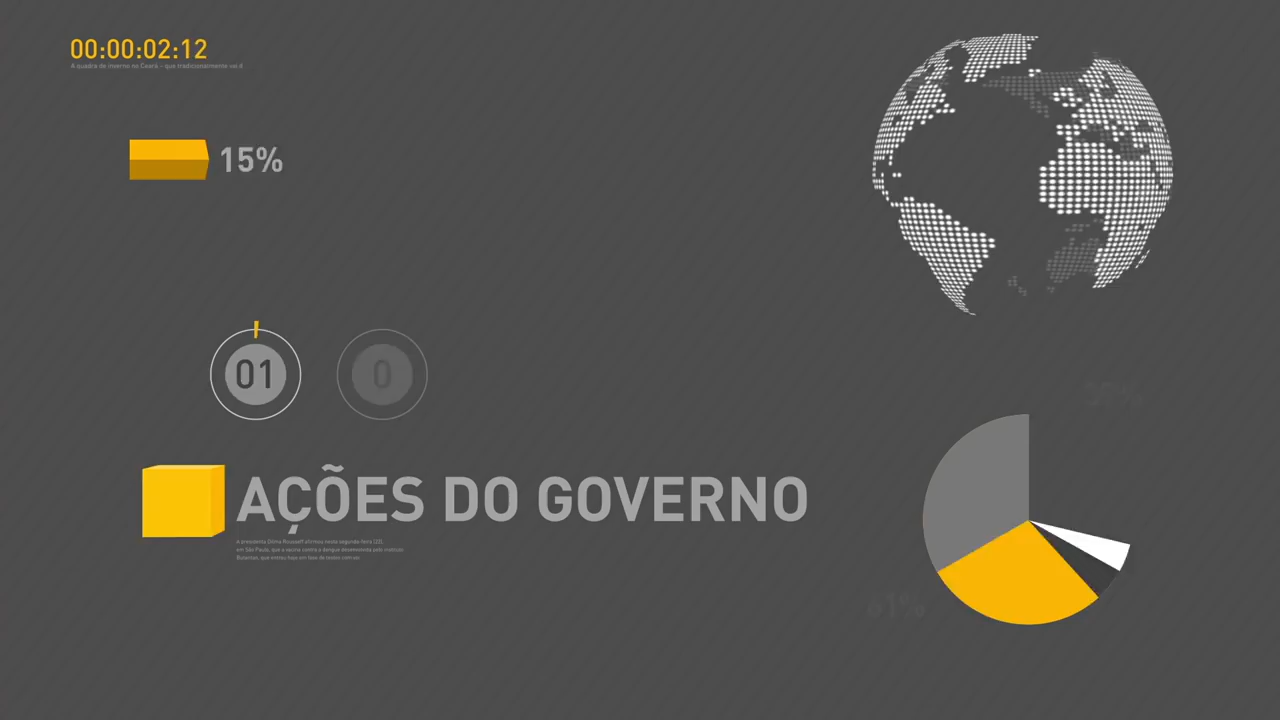 00:00:02:12
A quadra de inverno no Ceará – que tradicionalmente vai d
15%
01 0
AÇÕES DO GOVERNO
A presidenta Dilma Rousseff afirmou nesta segunda-feira (22),
em São Paulo, que a vacina contra a dengue desenvolvida pelo Instituto
Butantan, que entrou hoje em fase de testes com os